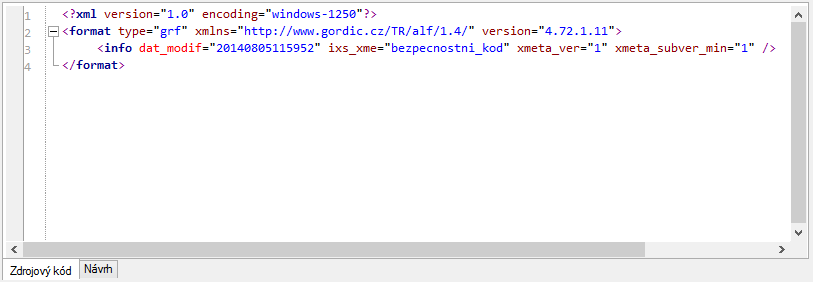 1 <?xml version="1.0" encoding="windows-1250"?>
2 <format type="grf" xmlns="http://www.gordic.cz/TR/alf/1.4/" version="4.72.1.11">
3 <info dat_modif="20140805115952" ixs_xme="bezpecnostni_kod" xmeta_ver="1" xmeta_subver_min="1" />
4 </format>
Zdrojový kód Návrh